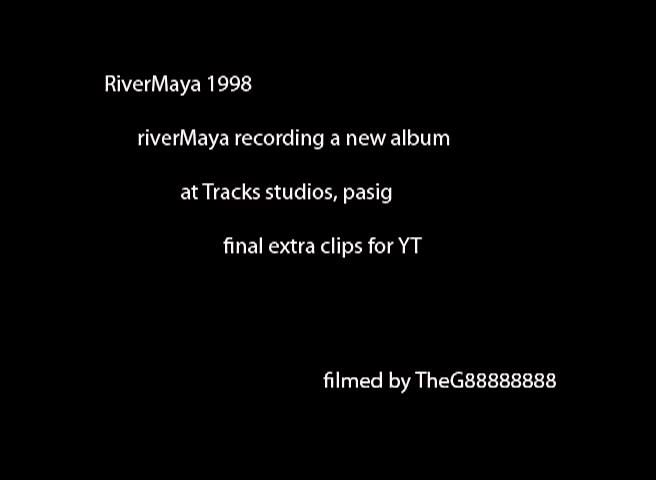 RiverMaya 1998
riverMaya recording a new album
at Tracks studios, pasig
final extra clips for YT
filmed by TheG88888888